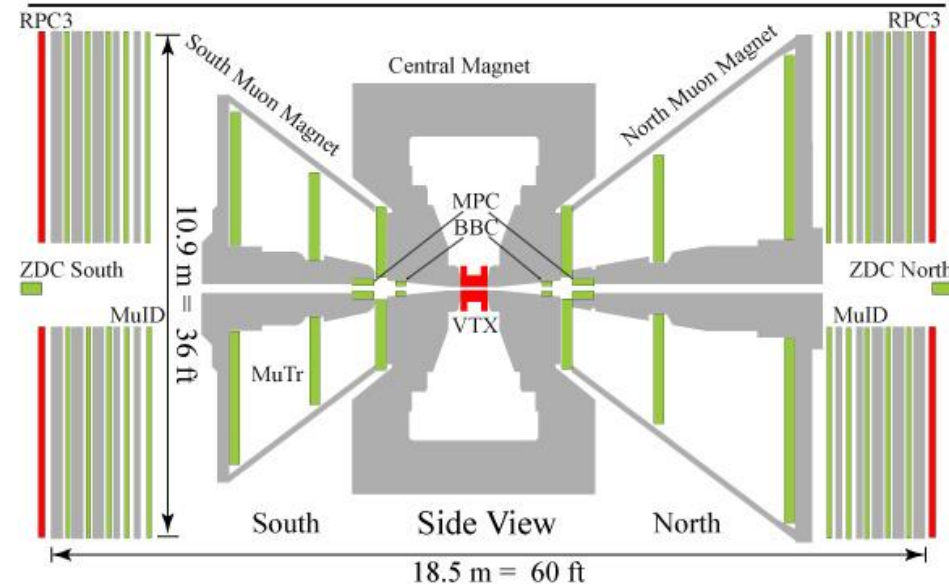 RPC3
RPC3
South Muon Magnet
Central Magnet
North Muon Magnet
MPC
BBC
ZDC South
ZDC North
10.9 m = 36 ft
MuID
VTX
MuID
MuTr
South
Side View
North
18.5 m = 60 ft